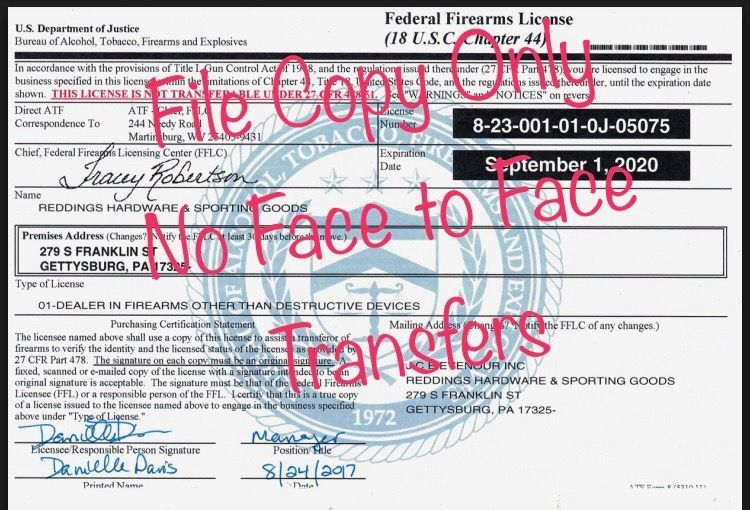 U.S. Department of Justice
Bureau of Alcohol, Tobacco, Firearms and Explosives
Federal Firearms License
(18 U.S.C. Chapter 44)
In accordance with the provisions of Title I, Gun Control Act of 1968, and the regulations issued thereunder (27 CFR Part 478), you are licensed to engage in the
business specified in this license, within the limitations of Chapter 44, Title 18, United States Code, and the regulations issued thereunder, until the expiration date
shown. THIS LICENSE IS NOT TRANSFERABLE UNDER 27 CFR 478.51. See "WARNINGS" and "NOTICES" on reverse.
Direct ATF
Correspondence To
ATF - Chief, FFLC
244 Needy Road
Martinsburg, WV 25405-9431
License
Number
8-23-001-01-0J-05075
Chief, Federal Firearms Licensing Center (FFLC)
Tracey Robertson
Expiration
Date
September 1, 2020
Name
REDDINGS HARDWARE & SPORTING GOODS
Premises Address (Changes? Notify the FFLC at least 30 days before the move.)
279 S FRANKLIN ST
GETTYSBURG, PA 17325-
Type of License
01-DEALER IN FIREARMS OTHER THAN DESTRUCTIVE DEVICES
Purchasing Certification Statement
The licensee named above shall use a copy of this license to assist a transferor of
firearms to verify the identity and the licensed status of the licensee as provided by
27 CFR Part 478. The signature on each copy must be an original signature. A
faxed, scanned or e-mailed copy of the license with a signature intended to be an
original signature is acceptable. The signature must be that of the Federal Firearms
Licensee (FFL) or a responsible person of the FFL. I certify that this is a true copy
of a license issued to the licensee named above to engage in the business specified
above under "Type of License."
Mailing Address (Changes? Notify the FFLC of any changes.)
REDDINGS HARDWARE & SPORTING GOODS
279 S FRANKLIN ST
GETTYSBURG, PA 17325-
Manager
Licensee/Responsible Person Signature
Position/Title
Danielle Davis
8/24/2017
Printed Name
Date
1972
File Copy Only
No Face to Face
Transfers